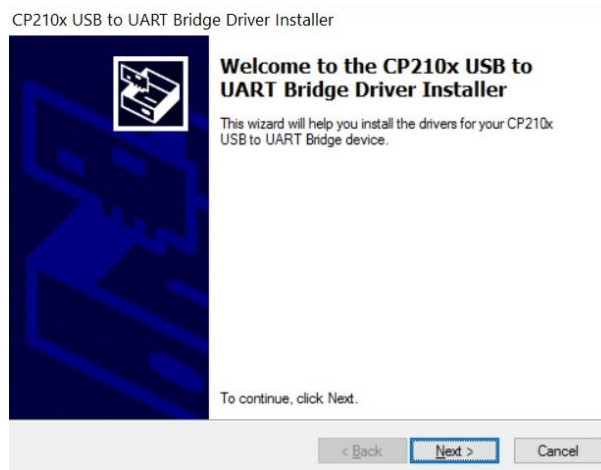 CP210x USB to UART Bridge Driver Installer
Welcome to the CP210x USB to
UART Bridge Driver Installer
This wizard will help you install the drivers for your CP210x
USB to UART Bridge device.
To continue, click Next.
< Back Next > Cancel